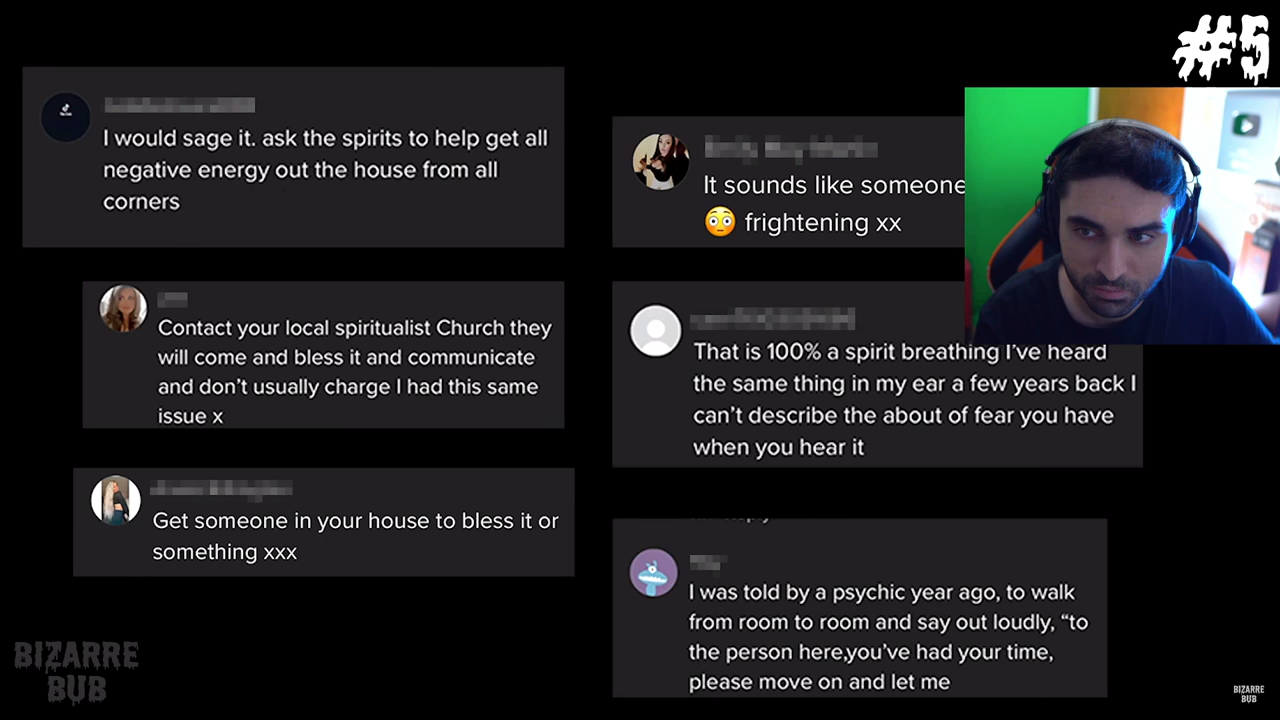 #5
I would sage it. ask the spirits to help get all
negative energy out the house from all
corners
Contact your local spiritualist Church they
will come and bless it and communicate
and don't usually charge I had this same
issue x
Get someone in your house to bless it or
something xxx
It sounds like someone
😳 frightening xx
That is 100% a spirit breathing I've heard
the same thing in my ear a few years back I
can't describe the about of fear you have
when you hear it
I was told by a psychic year ago, to walk
from room to room and say out loudly, “to
the person here,you've had your time,
please move on and let me
BIZARRE
BUB
BIZARRE
BUB